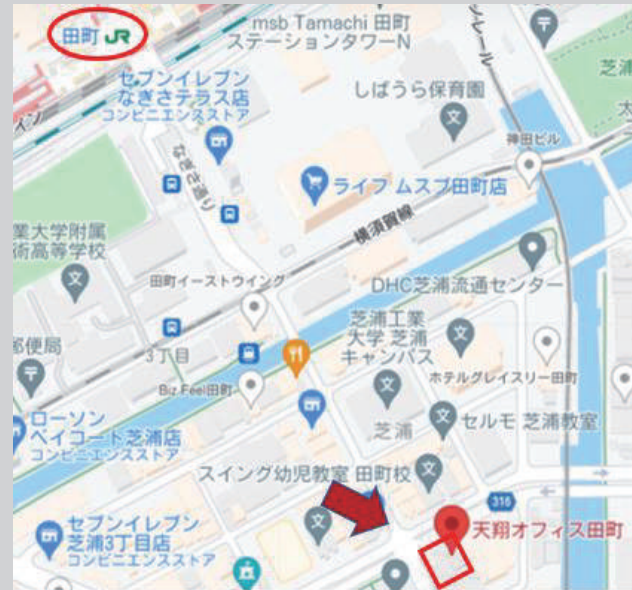 田町 JR
msb Tamachi 田町
ステーションタワーN
セブンイレブン
なぎさテラス店
コンビニエンスストア
しばうら保育園
神田ビル
なぎさ通り
ライフ ムスブ田町店
横須賀線
業大学附属
術高等学校
田町イーストウイング
DHC芝浦流通センター
郵便局
3丁目
芝浦工業
大学 芝浦
キャンパス
Biz Feel田町
ホテルグレイスリー田町
ローソン
ベイコート芝浦店
コンビニエンスストア
芝浦
セルモ 芝浦教室
スイング幼児教室 田町校
316
セブンイレブン
芝浦3丁目店
コンビニエンスストア
天翔オフィス田町